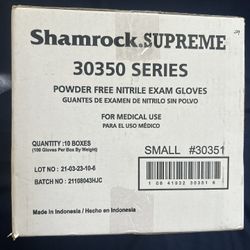 Shamrock SUPREME
30350 SERIES
POWDER FREE NITRILE EXAM GLOVES
GUANTES DE EXAMEN DE NITRILO SIN POLVO
FOR MEDICAL USE
PARA EL USO MÉDICO
QUANTITY :10 BOXES
(100 Gloves Per Box By Weight)
SMALL #30351
LOT NO : 21-03-23-10-6
BATCH NO : 21108043HJC
Made in Indonesia / Hecho en Indonesia